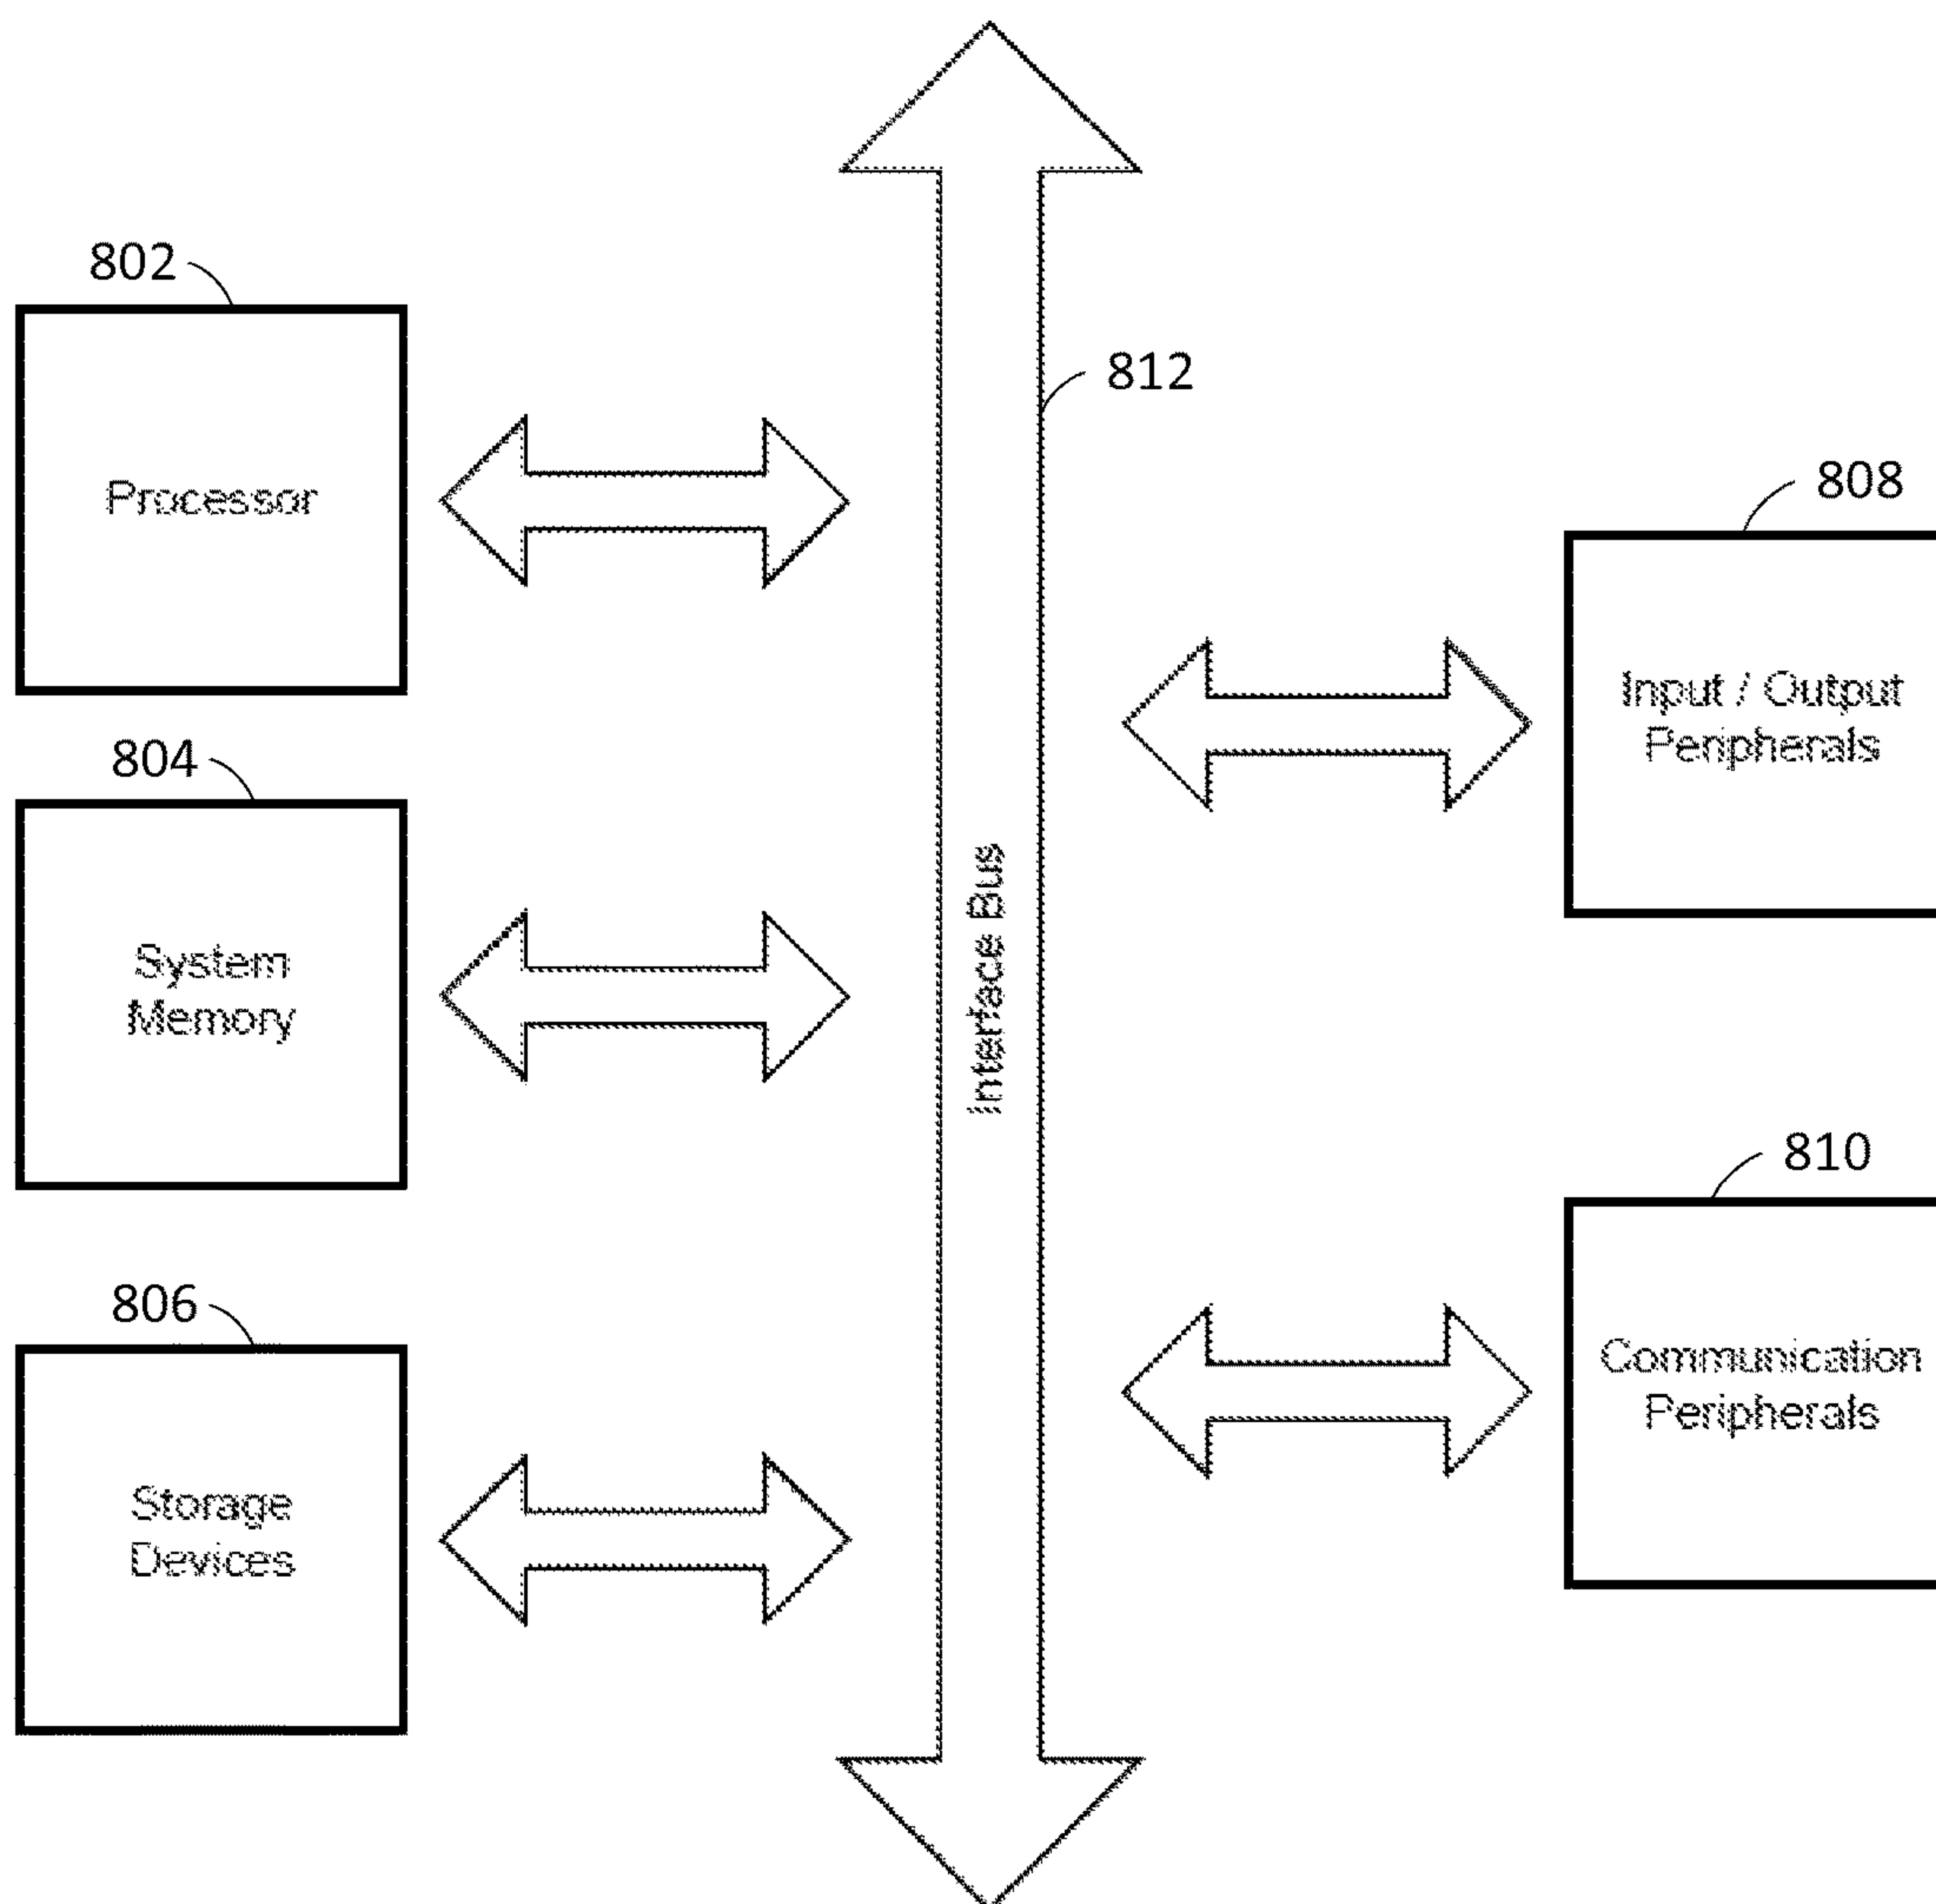 802
Processor
804
System
Memory
806
Storage
Devices
812
Interface Bus
808
Input / Output
Peripherals
810
Communication
Peripherals